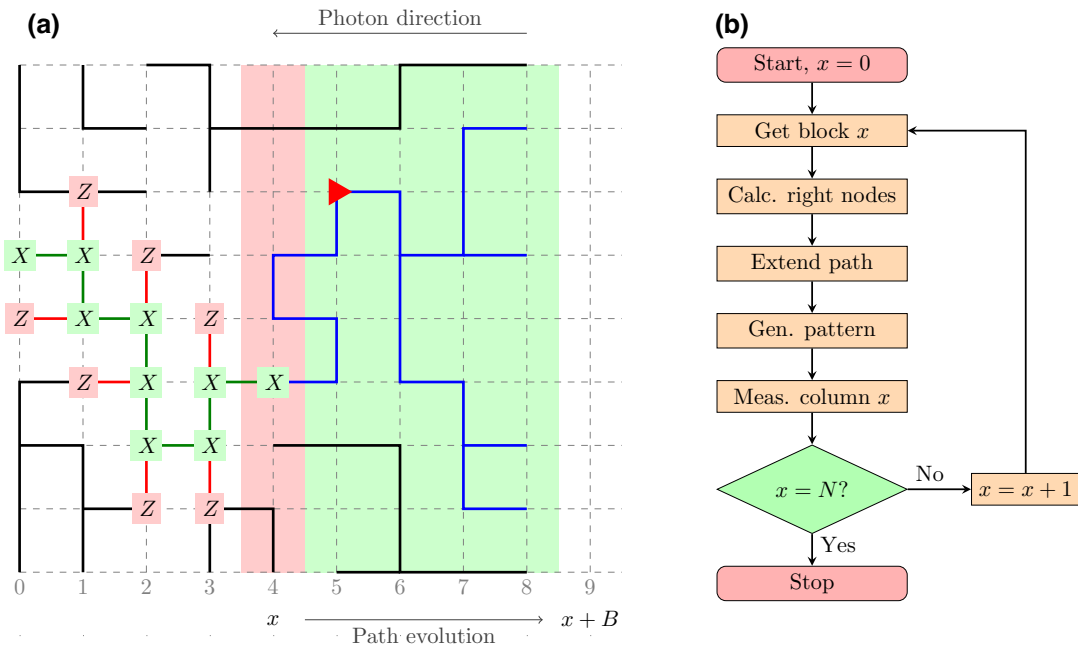 (a)
Photon direction
Z
X X Z
Z X X Z
Z X X X
X X
Z Z
0 1 2 3 4 5 6 7 8 9
x x + B
Path evolution
(b)
Start, x = 0
Get block x
Calc. right nodes
Extend path
Gen. pattern
Meas. column x
x = N?
No
x = x + 1
Yes
Stop